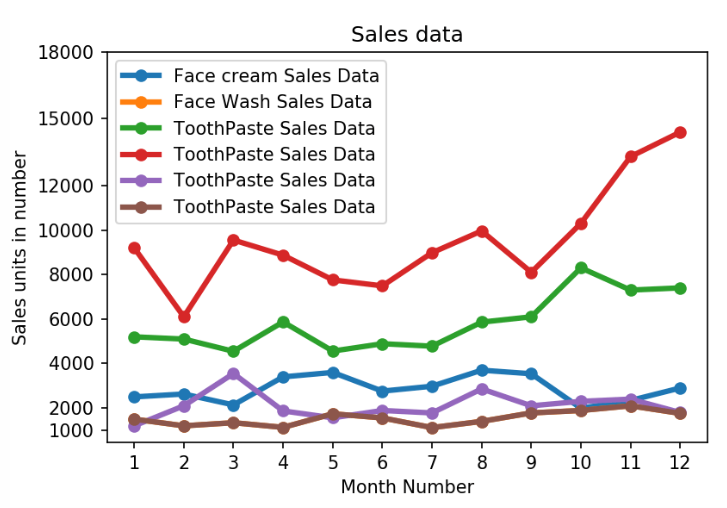 Sales data
18000
15000
12000
10000
8000
6000
4000
2000
1000
Sales units in number
Face cream Sales Data
Face Wash Sales Data
ToothPaste Sales Data
ToothPaste Sales Data
ToothPaste Sales Data
ToothPaste Sales Data
1 2 3 4 5 6 7 8 9 10 11 12
Month Number